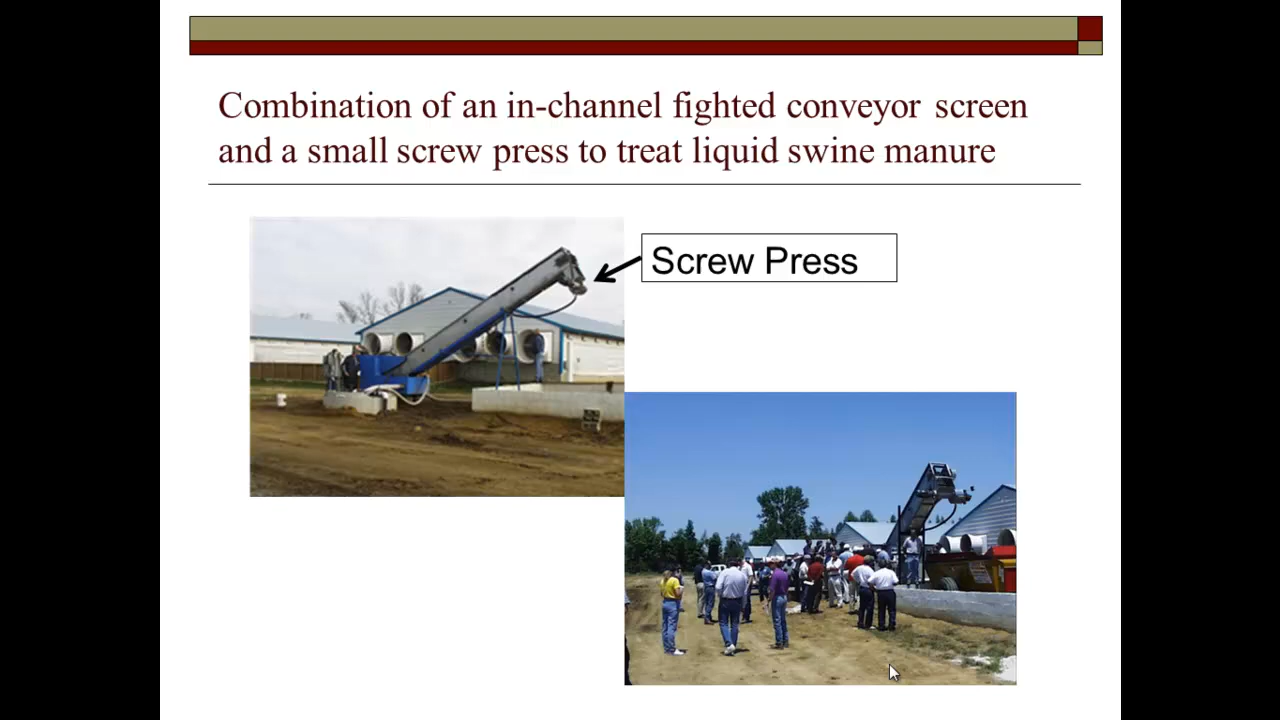 Combination of an in-channel fighted conveyor screen
and a small screw press to treat liquid swine manure
Screw Press